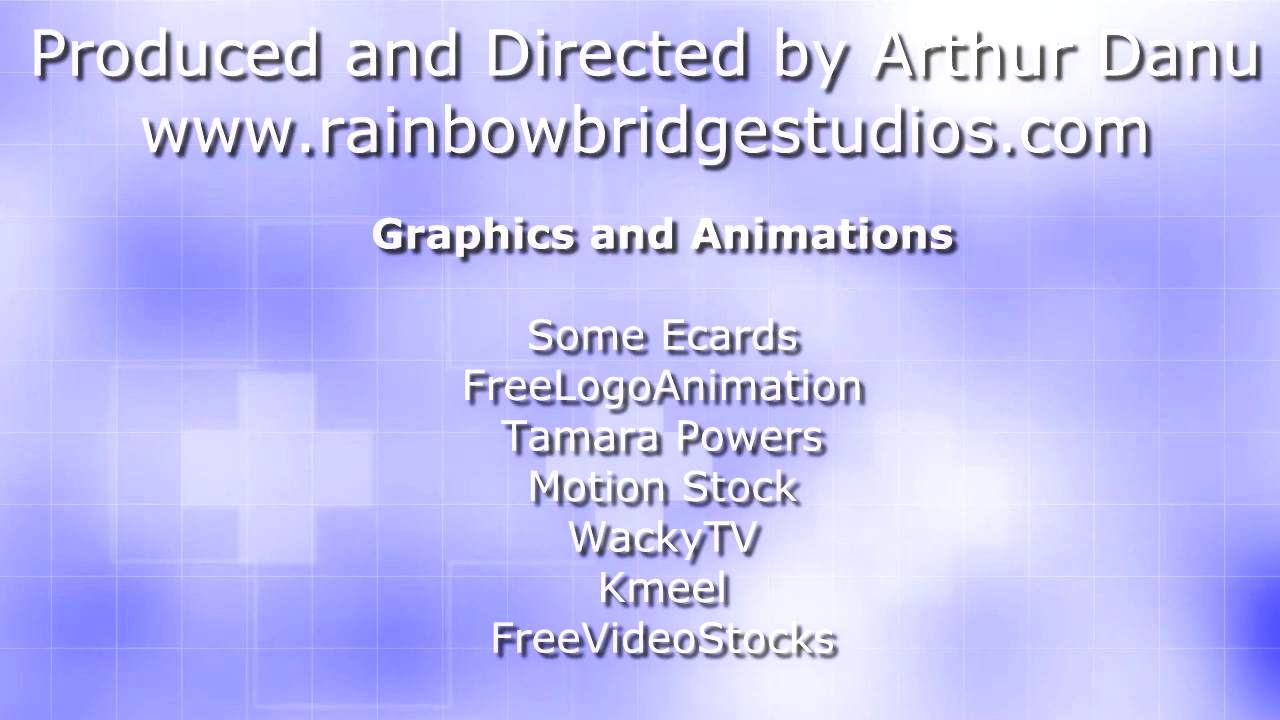 Produced and Directed by Arthur Danu
www.rainbowbridgestudios.com
Graphics and Animations
Some Ecards
FreeLogoAnimation
Tamara Powers
Motion Stock
WackyTV
Kmeel
FreeVideoStocks